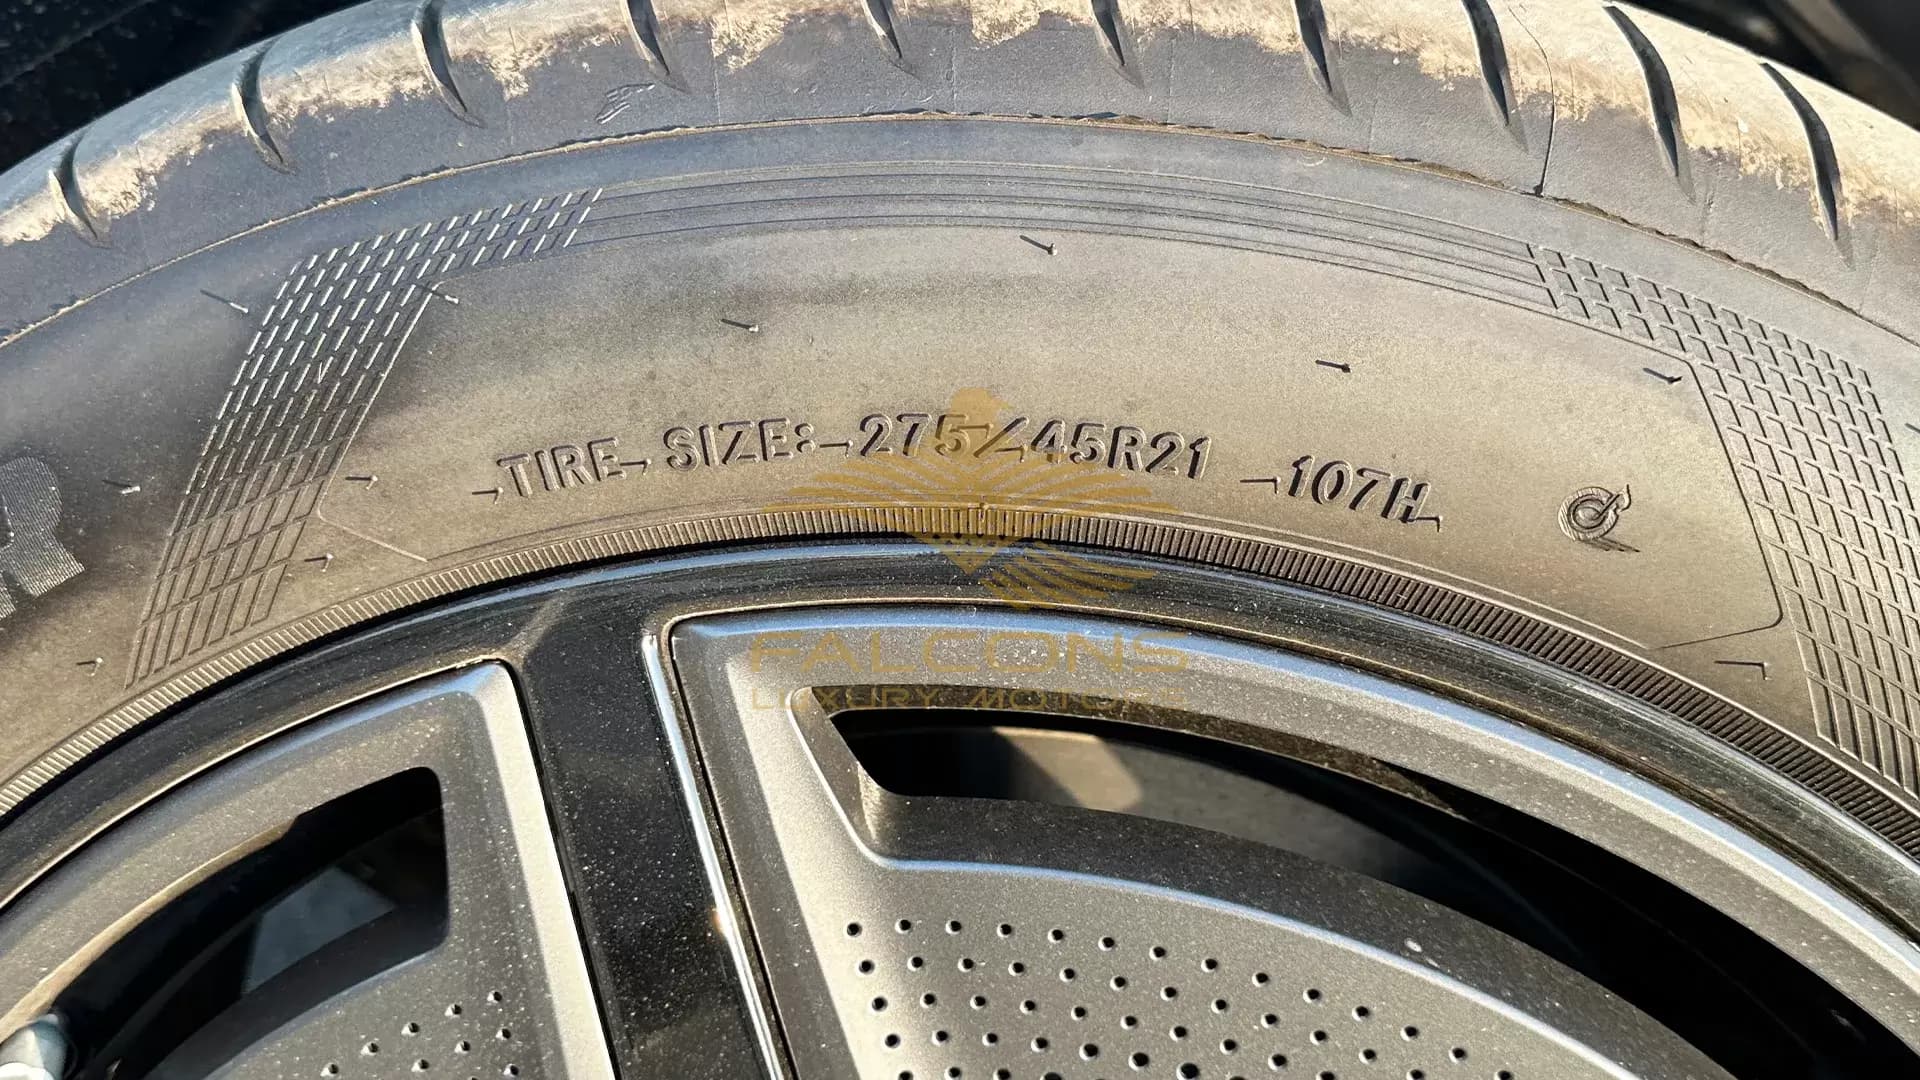 TIRE SIZE: 275/45R21 107H
FALCONS
LUXURY MOTORS